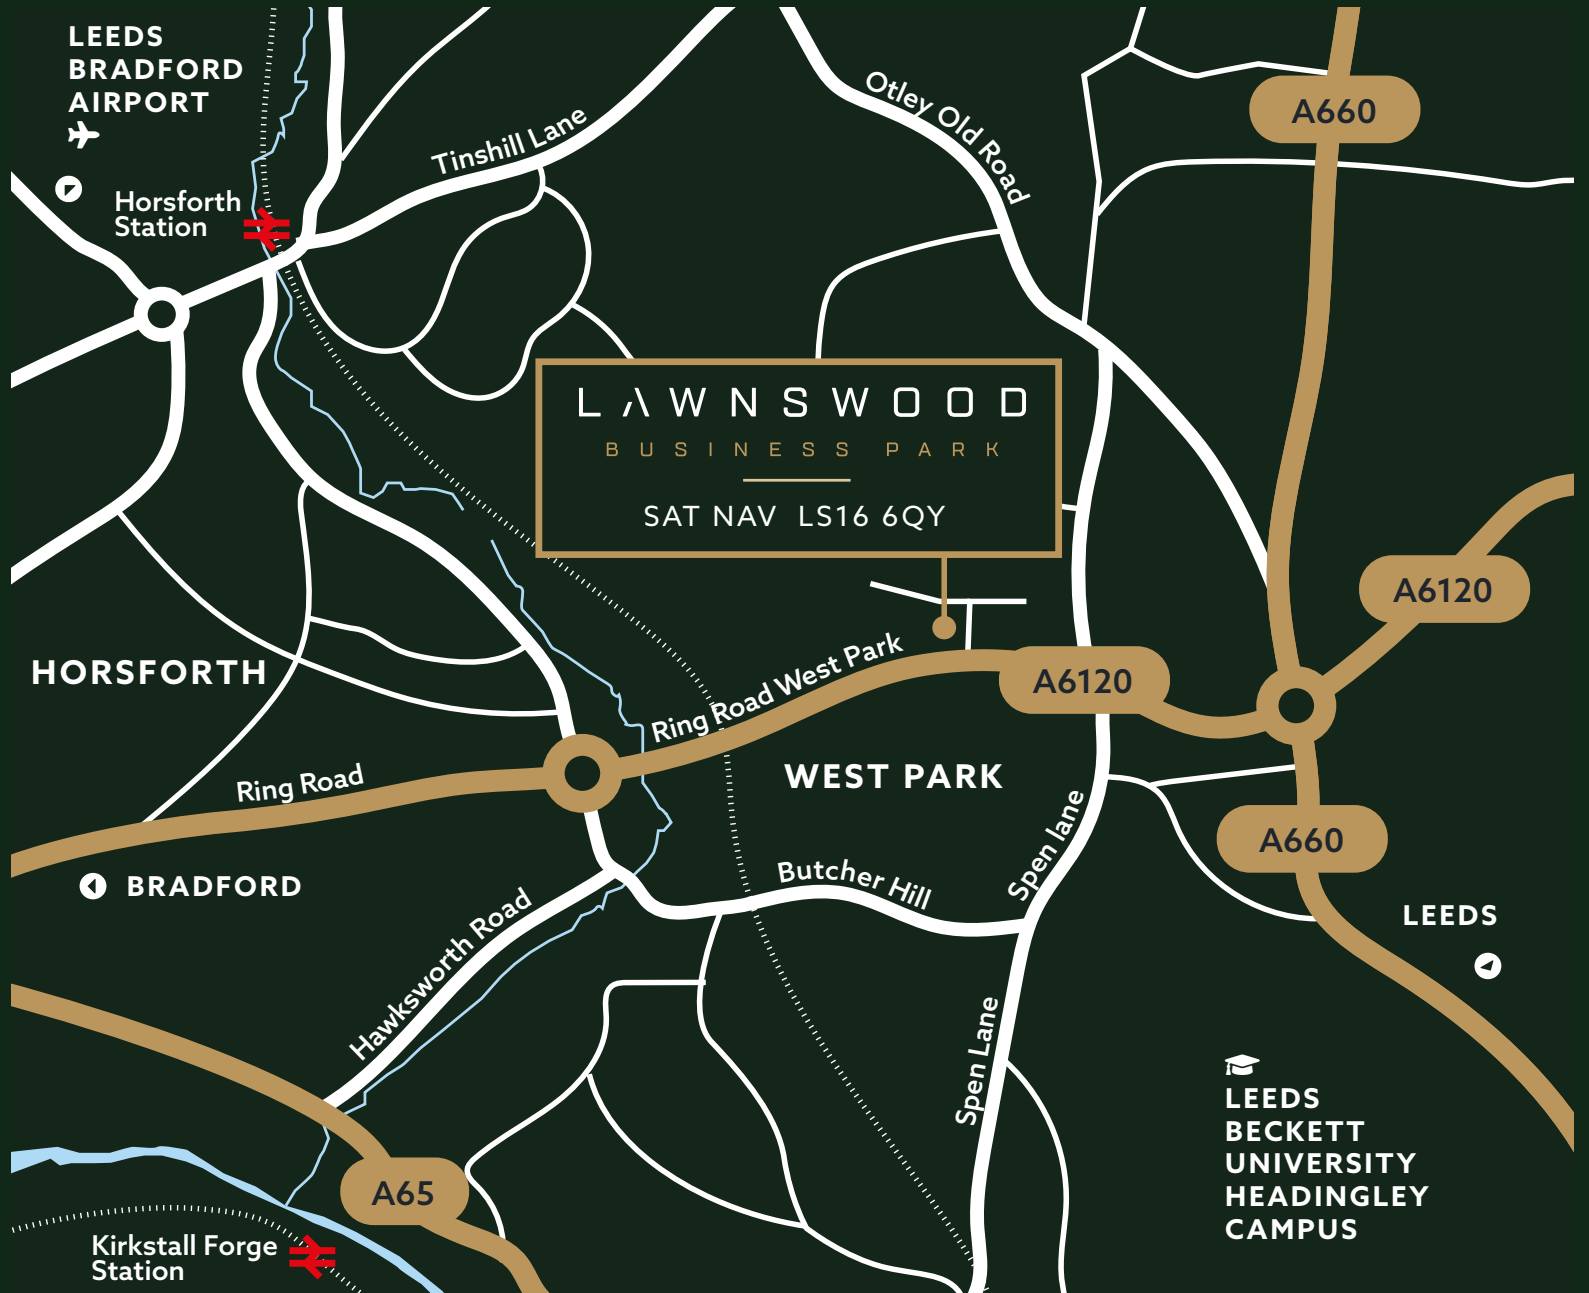 LEEDS
BRADFORD
AIRPORT
Horsforth
Station
Tinshill Lane
Otley Old Road
A660
LAWNSWOOD
BUSINESS PARK
SAT NAV LS16 6QY
A6120
HORSFORTH
Ring Road West Park
A6120
Ring Road
WEST PARK
Spen lane
A660
BRADFORD
Butcher Hill
Hawksworth Road
LEEDS
Spen Lane
A65
LEEDS
BECKETT
UNIVERSITY
HEADINGLEY
CAMPUS
Kirkstall Forge
Station